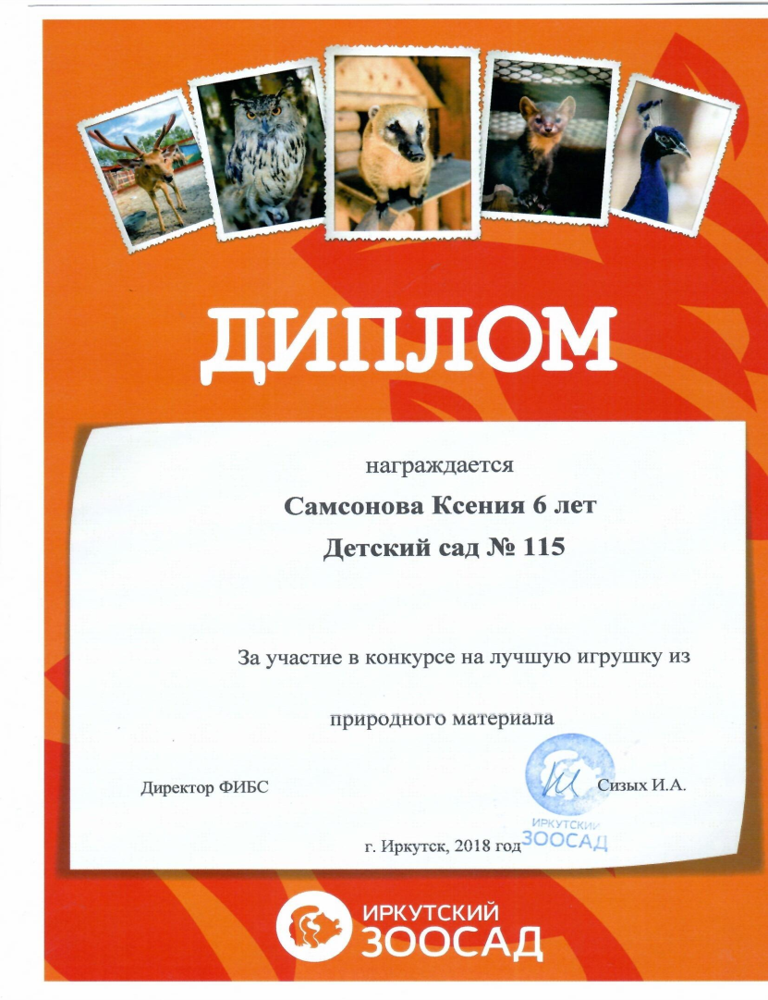 ДИПЛОМ
награждается
Самсонова Ксения 6 лет
Детский сад № 115
За участие в конкурсе на лучшую игрушку из
природного материала
Директор ФИБС
Сизых И.А.
ИРКУТСКИЙ
ЗООСАД
г. Иркутск, 2018 год
ИРКУТСКИЙ
ЗООСАД